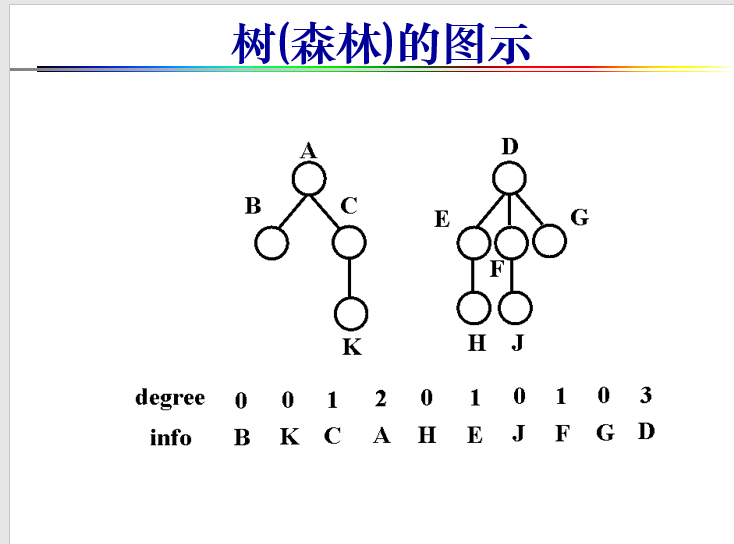 树(森林)的图示
A
D
B
C
E
G
F
K
H J
degree 0 0 1 2 0 1 0 1 0 3
info B K C A H E J F G D